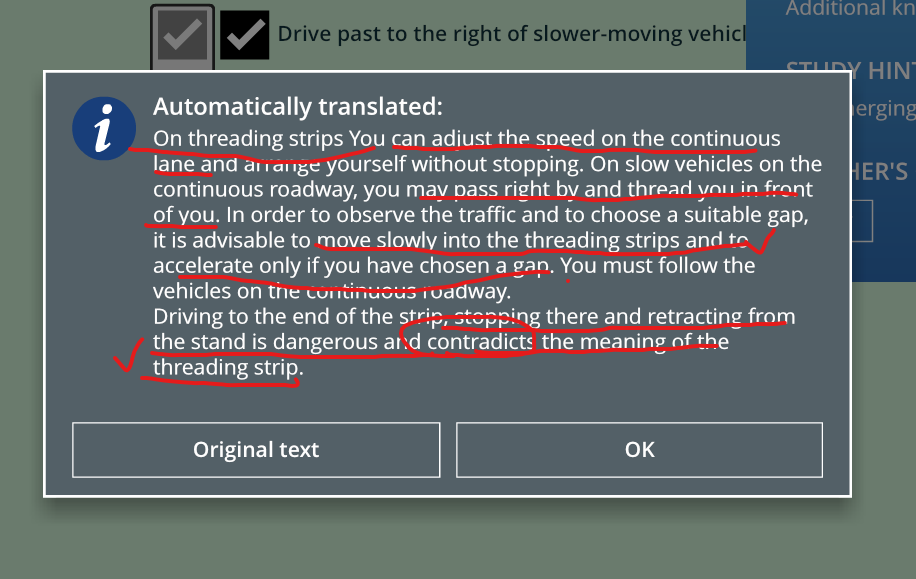 Drive past to the right of slower-moving
Additional
STUDY
Automatically translated:
On threading strips You can adjust the speed on the continuous
lane and arrange yourself without stopping. On slow vehicles on the
continuous roadway, you may pass right by and thread you in front
of you. In order to observe the traffic and to choose a suitable gap,
it is advisable to move slowly into the threading strips and to
accelerate only if you have chosen a gap. You must follow the
vehicles on the continuous roadway.
Driving to the end of the strip, stopping there and retracting from
the stand is dangerous and contradicts the meaning of the
threading strip.
Original text
OK